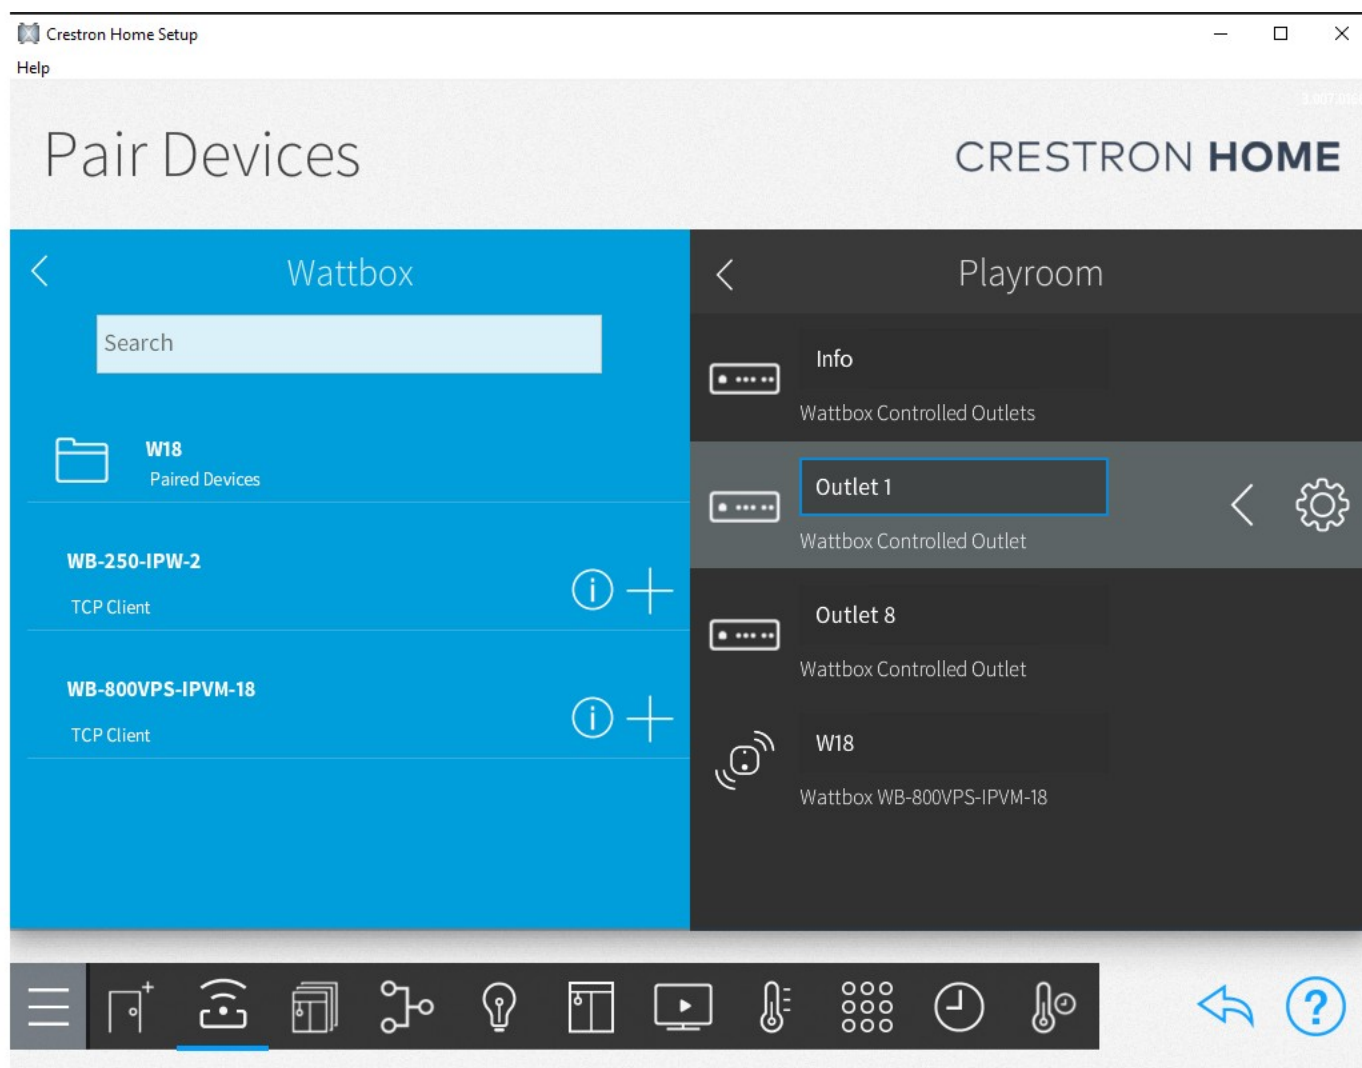 Crestron Home Setup
Help
Pair Devices
CRESTRON HOME
Wattbox
Search
W18
Paired Devices
WB-250-IPW-2
TCP Client
WB-800VPS-IPVM-18
TCP Client
Playroom
Info
Wattbox Controlled Outlets
Outlet 1
Wattbox Controlled Outlet
Outlet 8
Wattbox Controlled Outlet
W18
Wattbox WB-800VPS-IPVM-18